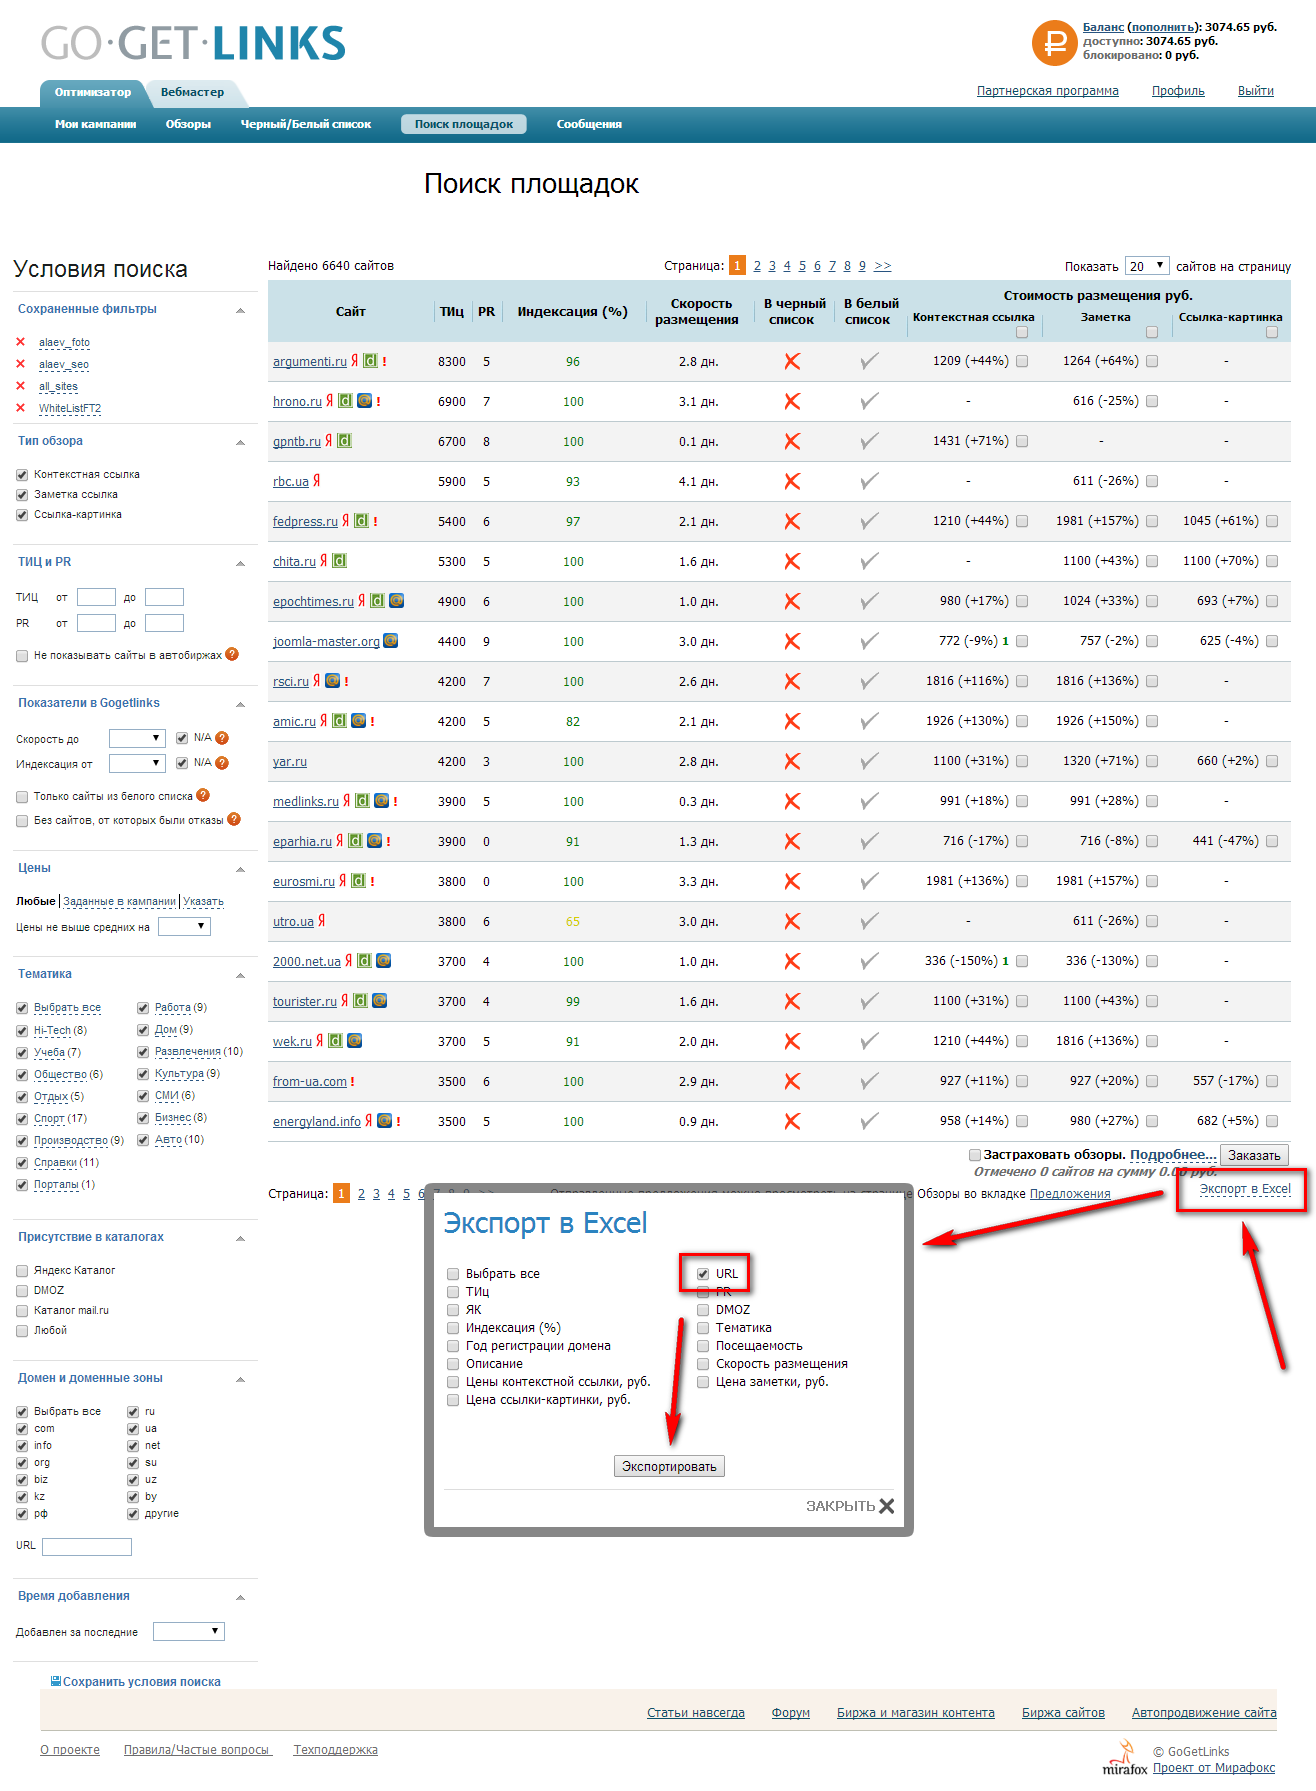 GO·GET·LINKS
Баланс (пополнить): 3074.65 руб.
доступно: 3074.65 руб.
блокировано: 0 руб.
Оптимизатор Вебмастер
Партнерская программа Профиль Выйти
Мои кампании Обзоры Черный/Белый список Поиск площадок Сообщения
Поиск площадок
Условия поиска
Сохраненные фильтры
alaev_foto
alaev_seo
all_sites
WhiteListFT2
Тип обзора
Контекстная ссылка
Заметка ссылка
Ссылка-картинка
ТИЦ и PR
ТИЦ от до
PR от до
Не показывать сайты в автобиржах ?
Показатели в Gogetlinks
Скорость до N/A ?
Индексация от N/A ?
Только сайты из белого списка ?
Без сайтов, от которых были отказы ?
Цены
Любые | Заданные в кампании | Указать
Цены не выше средних на
Тематика
Выбрать все Работа (9)
Hi-Tech (8) Дом (9)
Учеба (7) Развлечения (10)
Общество (6) Культура (9)
Отдых (5) СМИ (6)
Спорт (17) Бизнес (8)
Производство (9) Авто (10)
Справки (11)
Порталы (1)
Присутствие в каталогах
Яндекс Каталог
DMOZ
Каталог mail.ru
Любой
Домен и доменные зоны
Выбрать все ru
com ua
info net
org su
biz uz
kz by
рф другие
URL
Время добавления
Добавлен за последние
Сохранить условия поиска
Найдено 6640 сайтов Страница: 1 2 3 4 5 6 7 8 9 >> Показать 20 сайтов на страницу
Сайт ТИц PR Индексация (%) Скорость размещения В черный список В белый список Стоимость размещения руб.
Контекстная ссылка Заметка Ссылка-картинка
argumenti.ru Я d ! 8300 5 96 2.8 дн. 1209 (+44%) 1264 (+64%) -
hrono.ru Я d @ ! 6900 7 100 3.1 дн. - 616 (-25%) -
gpntb.ru Я d 6700 8 100 0.1 дн. 1431 (+71%) - -
rbc.ua Я 5900 5 93 4.1 дн. - 611 (-26%) -
fedpress.ru Я d ! 5400 6 97 2.1 дн. 1210 (+44%) 1981 (+157%) 1045 (+61%)
chita.ru Я d 5300 5 100 1.6 дн. - 1100 (+43%) 1100 (+70%)
epochtimes.ru Я d @ 4900 6 100 1.0 дн. 980 (+17%) 1024 (+33%) 693 (+7%)
joomla-master.org @ 4400 9 100 3.0 дн. 772 (-9%) 1 757 (-2%) 625 (-4%)
rsci.ru Я @ ! 4200 7 100 2.6 дн. 1816 (+116%) 1816 (+136%) -
amic.ru Я d @ ! 4200 5 82 2.1 дн. 1926 (+130%) 1926 (+150%) -
yar.ru 4200 3 100 2.8 дн. 1100 (+31%) 1320 (+71%) 660 (+2%)
medlinks.ru Я d @ ! 3900 5 100 0.3 дн. 991 (+18%) 991 (+28%) -
eparhia.ru Я d @ ! 3900 0 91 1.3 дн. 716 (-17%) 716 (-8%) 441 (-47%)
eurosmi.ru Я d ! 3800 0 100 3.3 дн. 1981 (+136%) 1981 (+157%) -
utro.ua Я 3800 6 65 3.0 дн. - 611 (-26%) -
2000.net.ua Я d @ 3700 4 100 1.0 дн. 336 (-150%) 1 336 (-130%) -
tourister.ru Я d @ 3700 4 99 1.6 дн. 1100 (+31%) 1100 (+43%) -
wek.ru Я d @ 3700 5 91 2.0 дн. 1210 (+44%) 1816 (+136%) -
from-ua.com ! 3500 6 100 2.9 дн. 927 (+11%) 927 (+20%) 557 (-17%)
energyland.info Я @ ! 3500 5 100 0.9 дн. 958 (+14%) 980 (+27%) 682 (+5%)
Застраховать обзоры. Подробнее... Заказать
Отмечено 0 сайтов на сумму 0.00 руб.
Экспорт в Excel
Страница: 1 2 3 4 5 6 7 8 9 >> Отправленные предложения можно просмотреть на странице Обзоры во вкладке Предложения
Экспорт в Excel
Выбрать все URL
ТИц PR
ЯК DMOZ
Индексация (%) Тематика
Год регистрации домена Посещаемость
Описание Скорость размещения
Цены контекстной ссылки, руб. Цена заметки, руб.
Цена ссылки-картинки, руб.
Экспортировать
ЗАКРЫТЬ
Статьи навсегда Форум Биржа и магазин контента Биржа сайтов Автопродвижение сайта
О проекте Правила/Частые вопросы Техподдержка
mirafox © GoGetLinks
Проект от Мирафокс